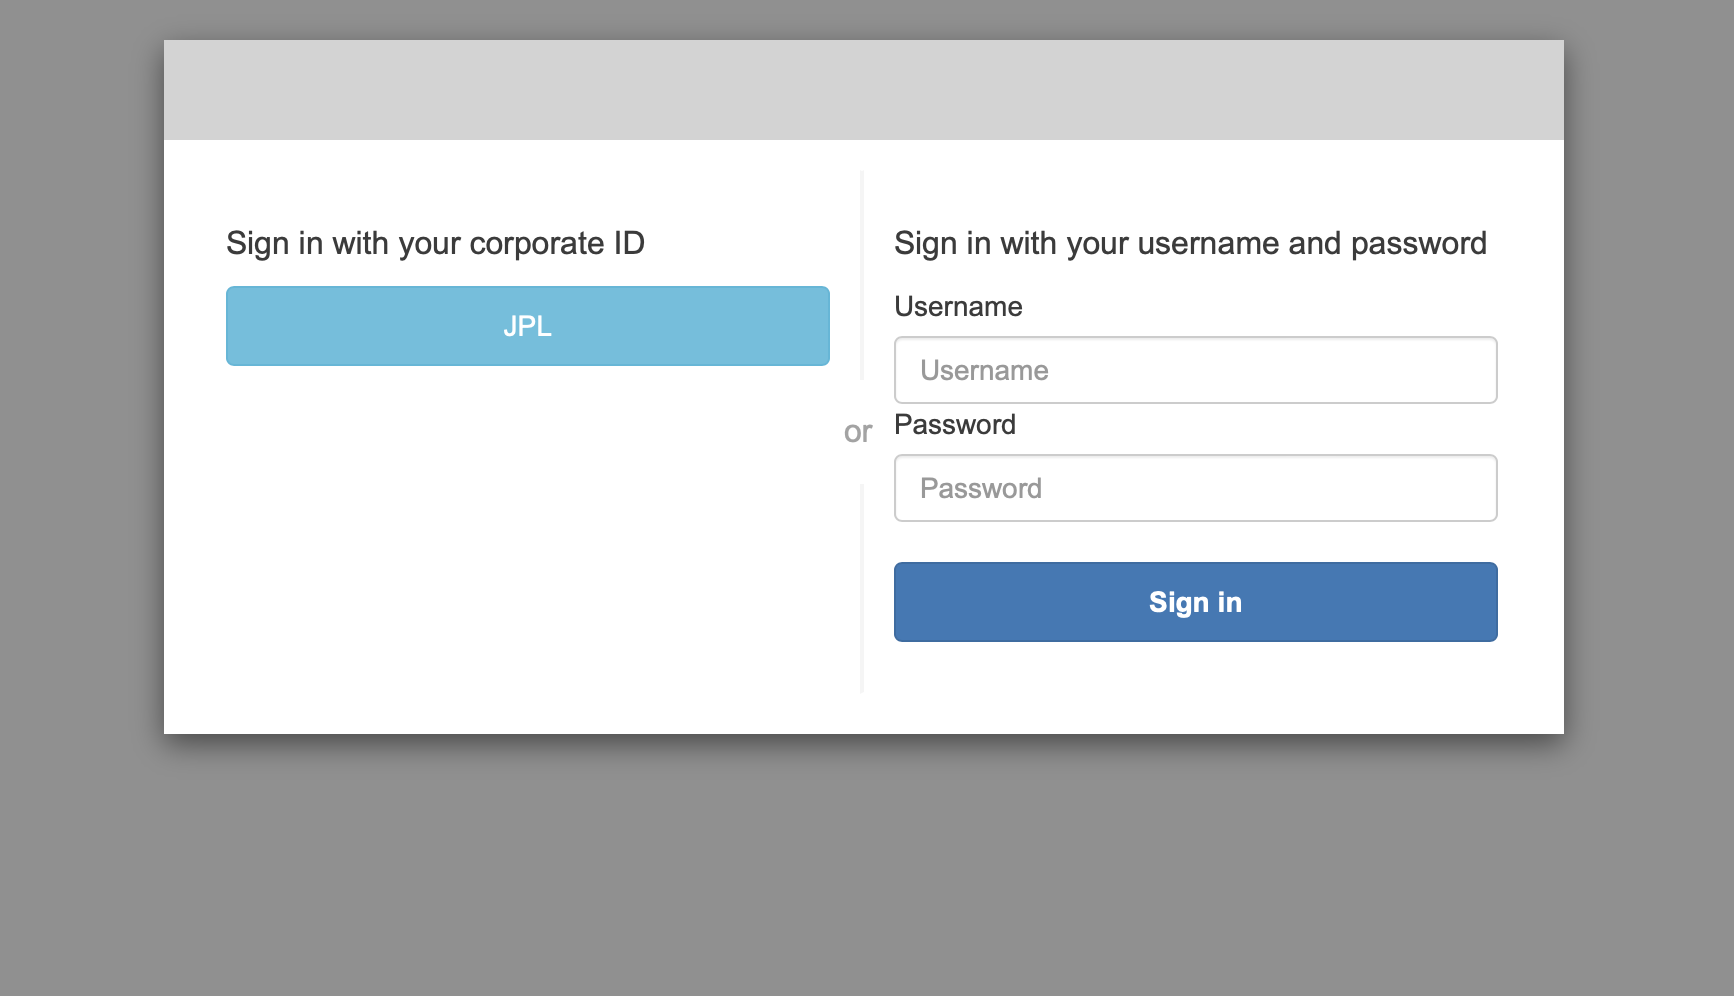 Sign in with your corporate ID
JPL
or
Sign in with your username and password
Username
Username
Password
Password
Sign in